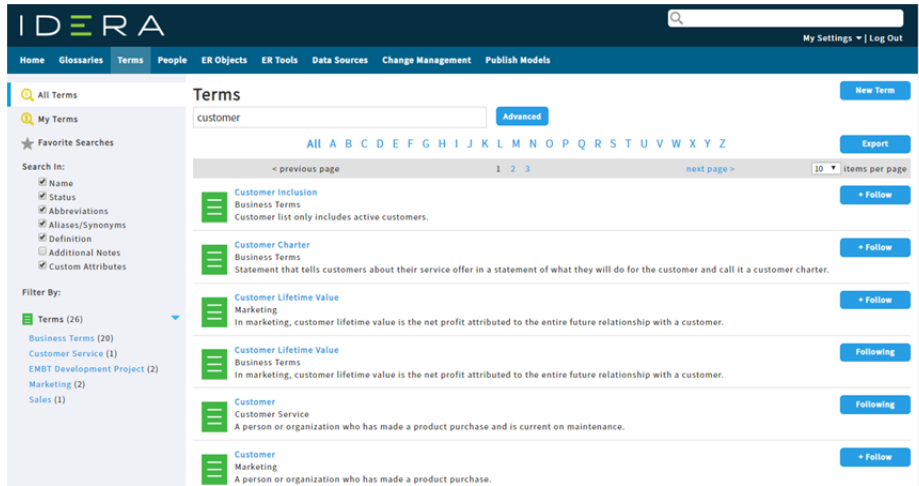 IDERA
My Settings | Log Out
Home Glossaries Terms People ER Objects ER Tools Data Sources Change Management Publish Models
All Terms
My Terms
Favorite Searches
Search In:
Name
Status
Abbreviations
Aliases/Synonyms
Definition
Additional Notes
Custom Attributes
Filter By:
Terms (26)
Business Terms (20)
Customer Service (1)
EMBT Development Project (2)
Marketing (2)
Sales (1)
Terms
New Term
customer
Advanced
All A B C D E F G H I J K L M N O P Q R S T U V W X Y Z
Export
< previous page 1 2 3 next page > 10 items per page
Customer Inclusion
Business Terms
Customer list only includes active customers.
+ Follow
Customer Charter
Business Terms
Statement that tells customers about their service offer in a statement of what they will do for the customer and call it a customer charter.
+ Follow
Customer Lifetime Value
Marketing
In marketing, customer lifetime value is the net profit attributed to the entire future relationship with a customer.
+ Follow
Customer Lifetime Value
Business Terms
In marketing, customer lifetime value is the net profit attributed to the entire future relationship with a customer.
Following
Customer
Customer Service
A person or organization who has made a product purchase and is current on maintenance.
Following
Customer
Marketing
A person or organization who has made a product purchase.
+ Follow